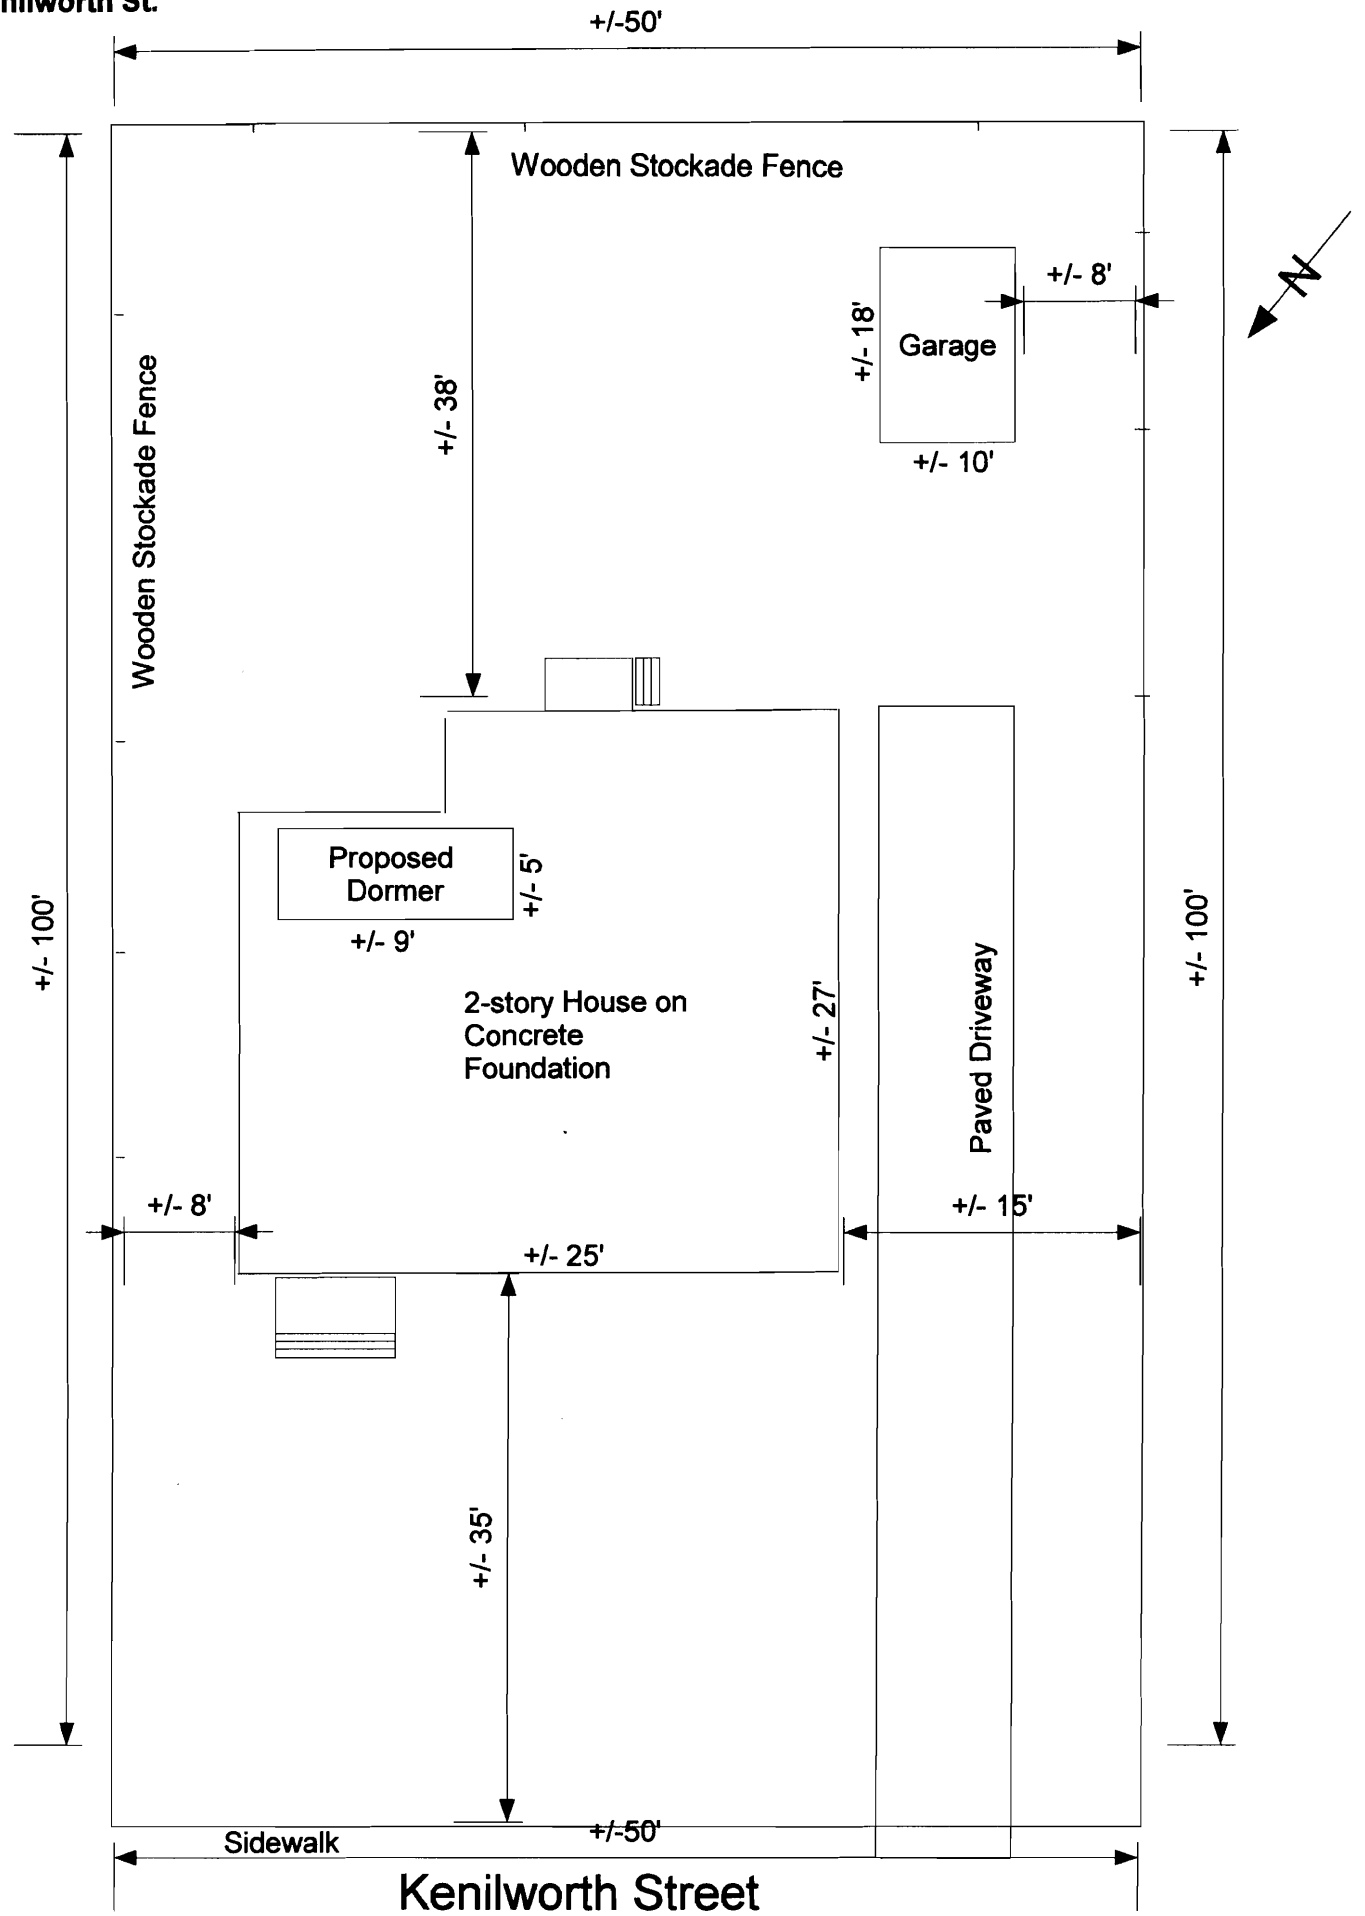 nilworth St.
+/-50'
Wooden Stockade Fence
N
+/- 8'
+/- 18'
Garage
+/- 10'
+/- 38'
Wooden Stockade Fence
Proposed
Dormer
+/- 5'
+/- 9'
+/- 100'
+/- 100'
2-story House on
Concrete
Foundation
+/- 27'
Paved Driveway
+/- 8'
+/- 15'
+/- 25'
+/- 35'
+/-50'
Sidewalk
Kenilworth Street